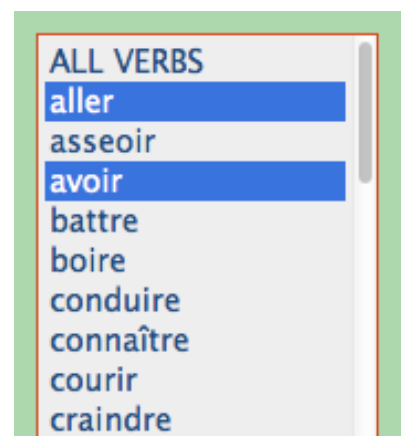 ALL VERBS
aller
asseoir
avoir
battre
boire
conduire
connaître
courir
craindre